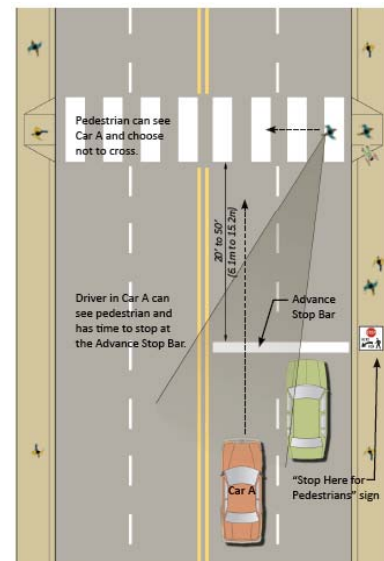 Pedestrian can see
Car A and choose
not to cross.
20' to 50'
(6.1m to 15.2m)
Driver in Car A can
see pedestrian and
has time to stop at
the Advance Stop Bar.
Advance
Stop Bar
Car A
"Stop Here for
Pedestrians" sign